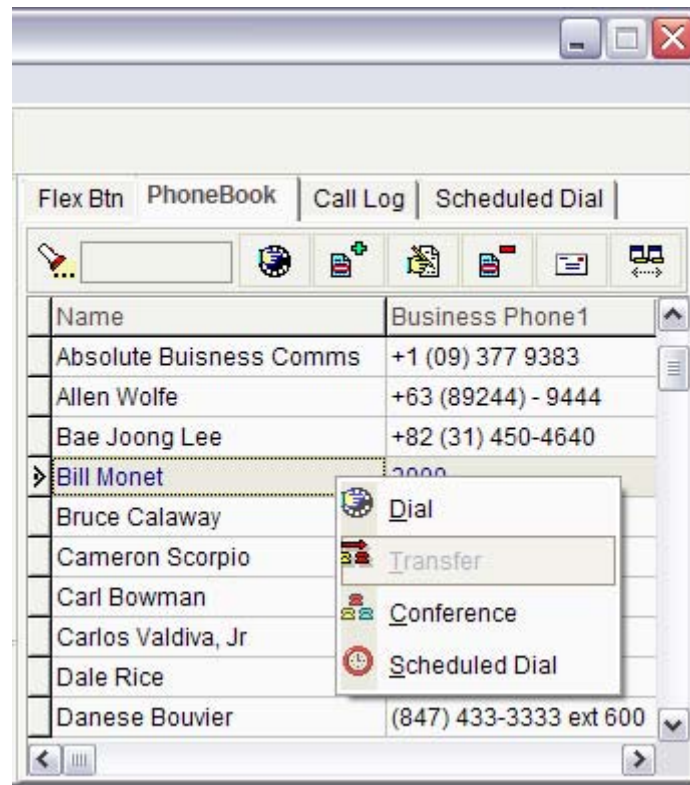 Flex Btn PhoneBook Call Log Scheduled Dial
Name Business Phone1
Absolute Buisness Comms +1 (09) 377 9383
Allen Wolfe +63 (89244) - 9444
Bae Joong Lee +82 (31) 450-4640
Bill Monet
Bruce Calaway
Cameron Scorpio
Carl Bowman
Carlos Valdiva, Jr
Dale Rice
Danese Bouvier (847) 433-3333 ext 600
Dial
Transfer
Conference
Scheduled Dial